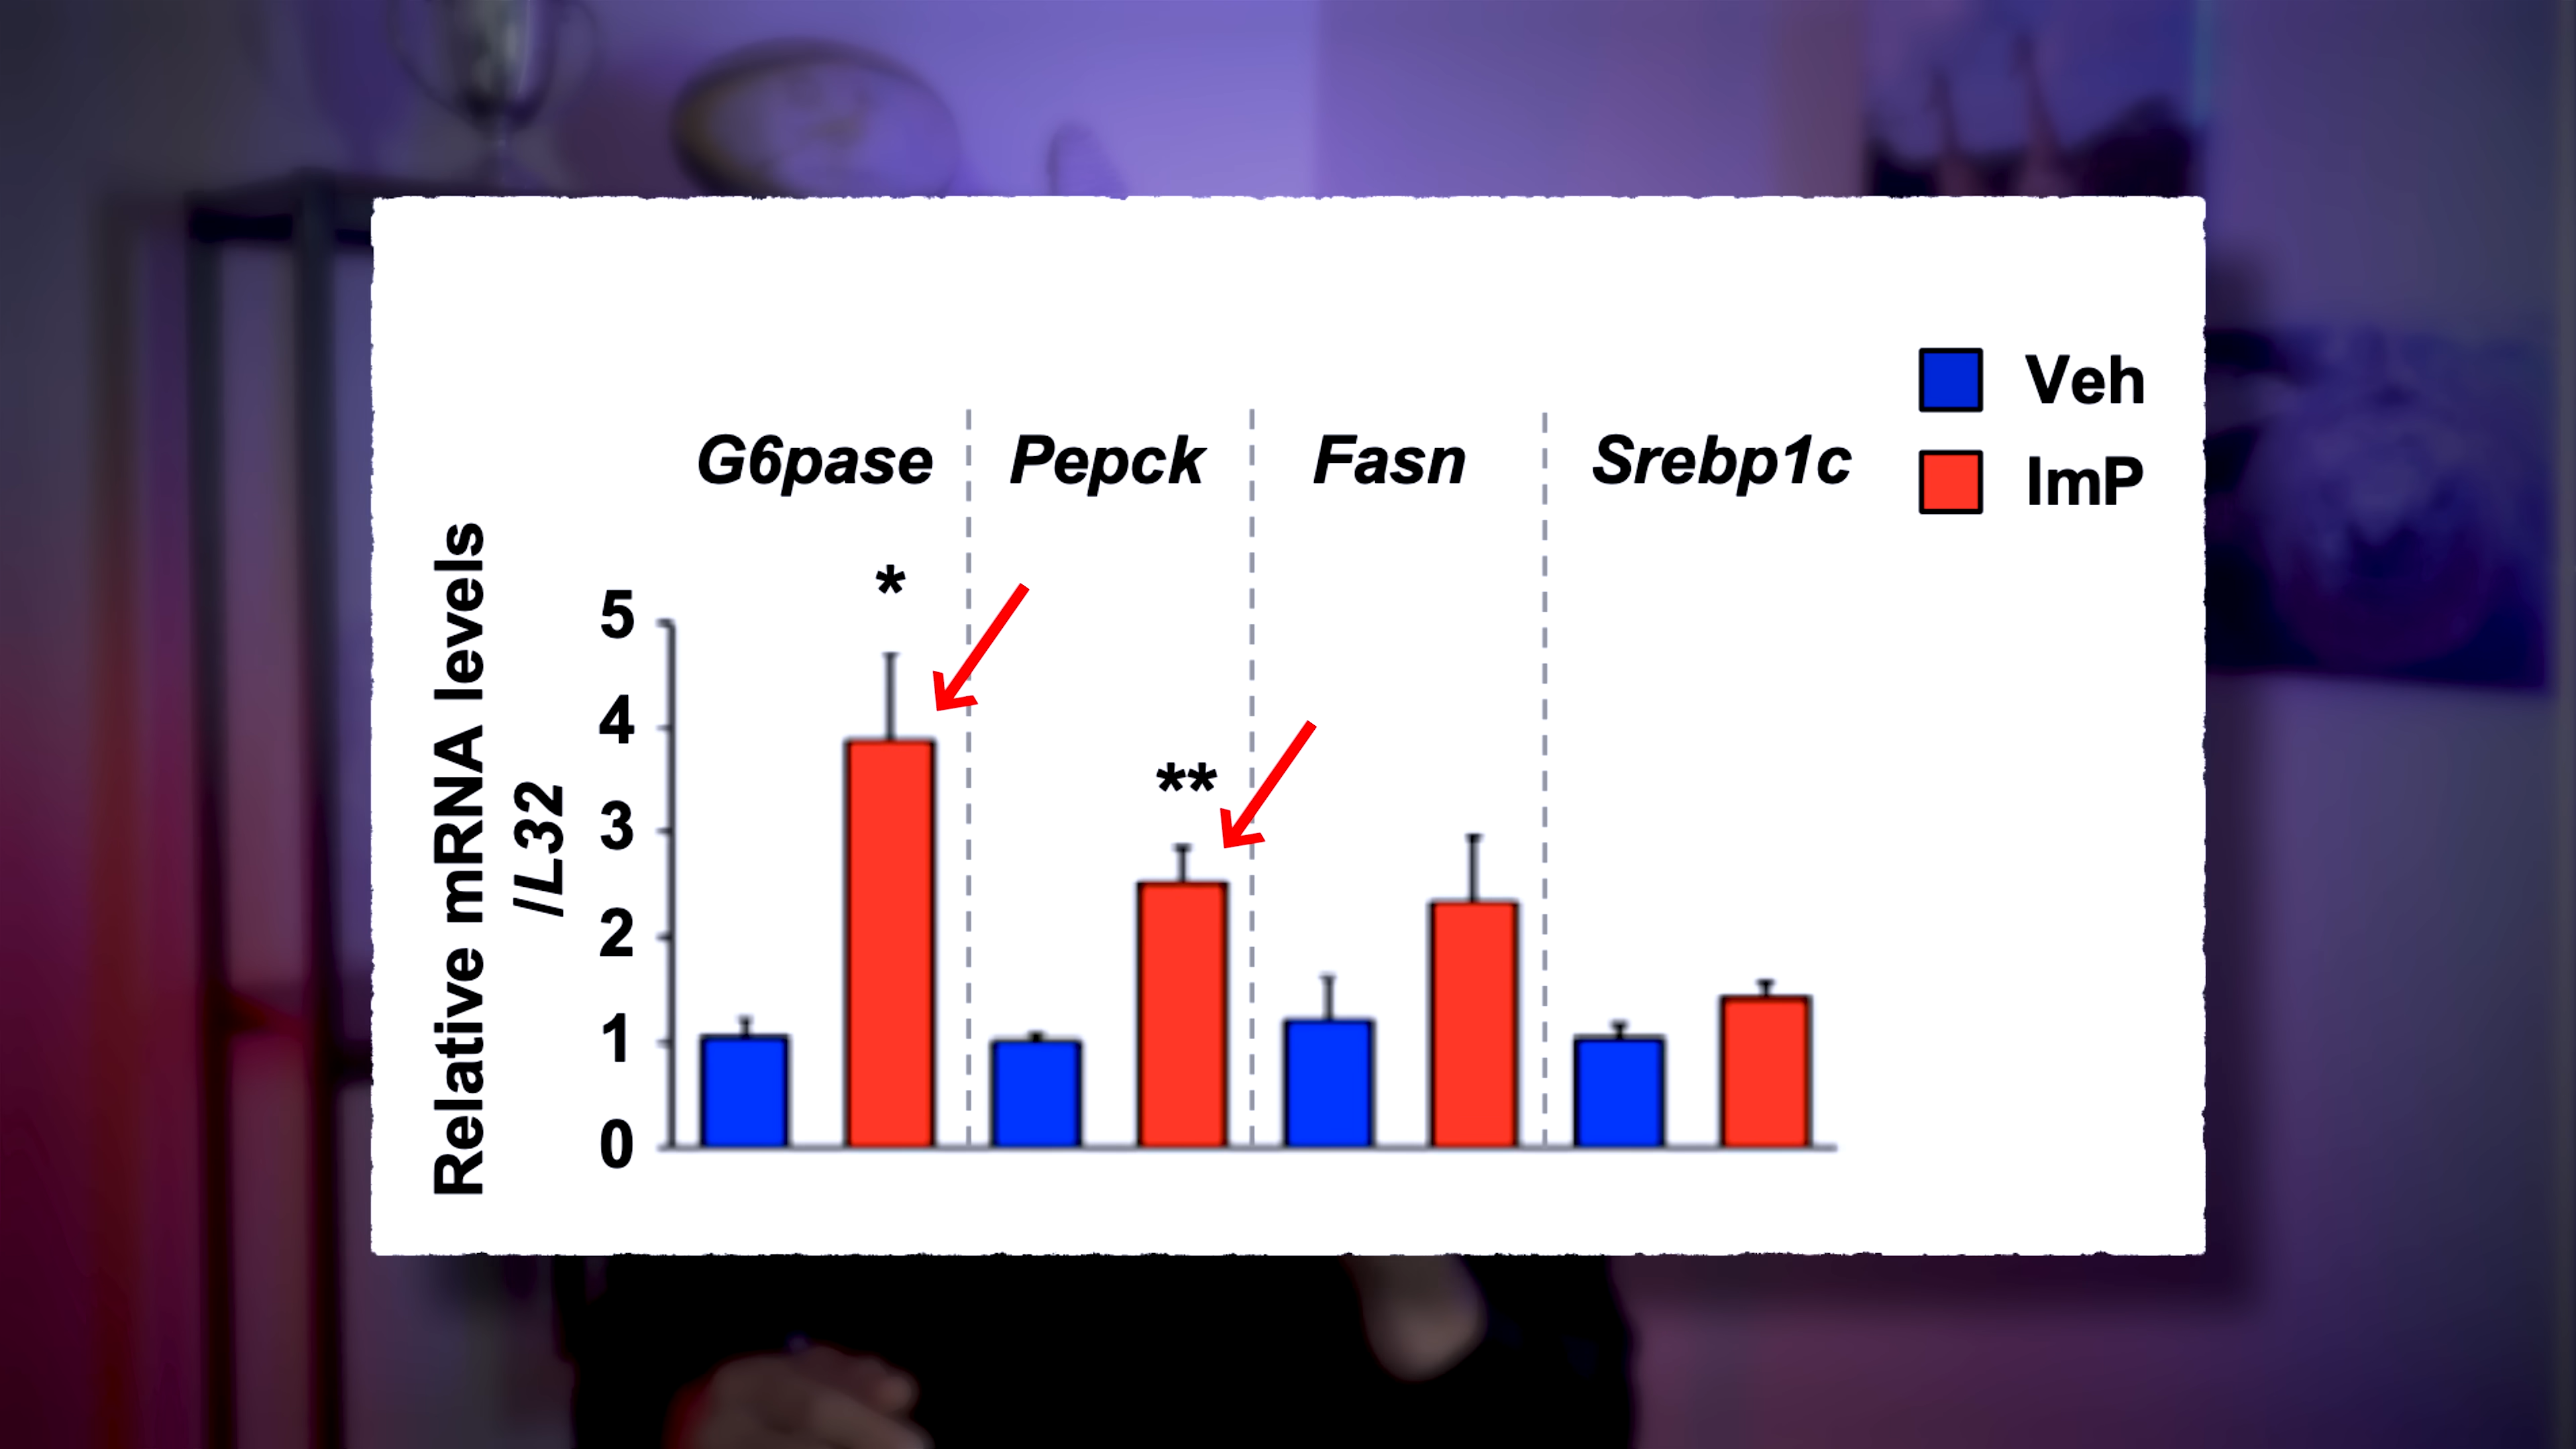 Veh
ImP
G6pase Pepck Fasn Srebp1c
Relative mRNA levels
/L32
* 
**
5
4
3
2
1
0